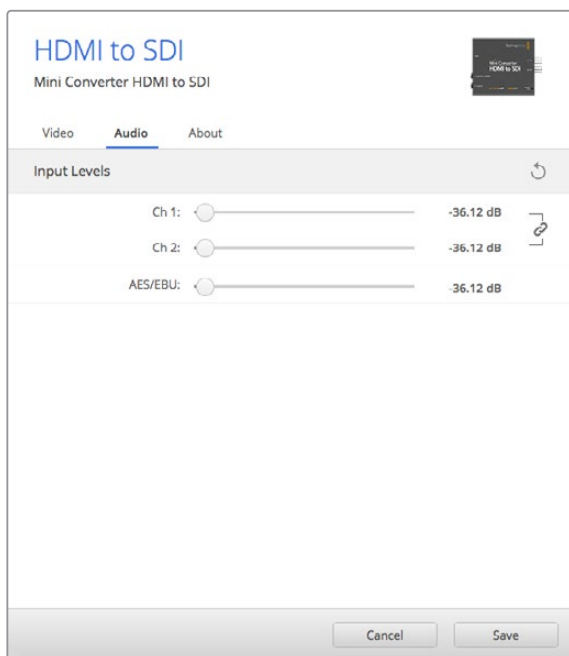 HDMI to SDI
Mini Converter HDMI to SDI
Video Audio About
Input Levels
Ch 1: -36.12 dB
Ch 2: -36.12 dB
AES/EBU: -36.12 dB
Cancel Save